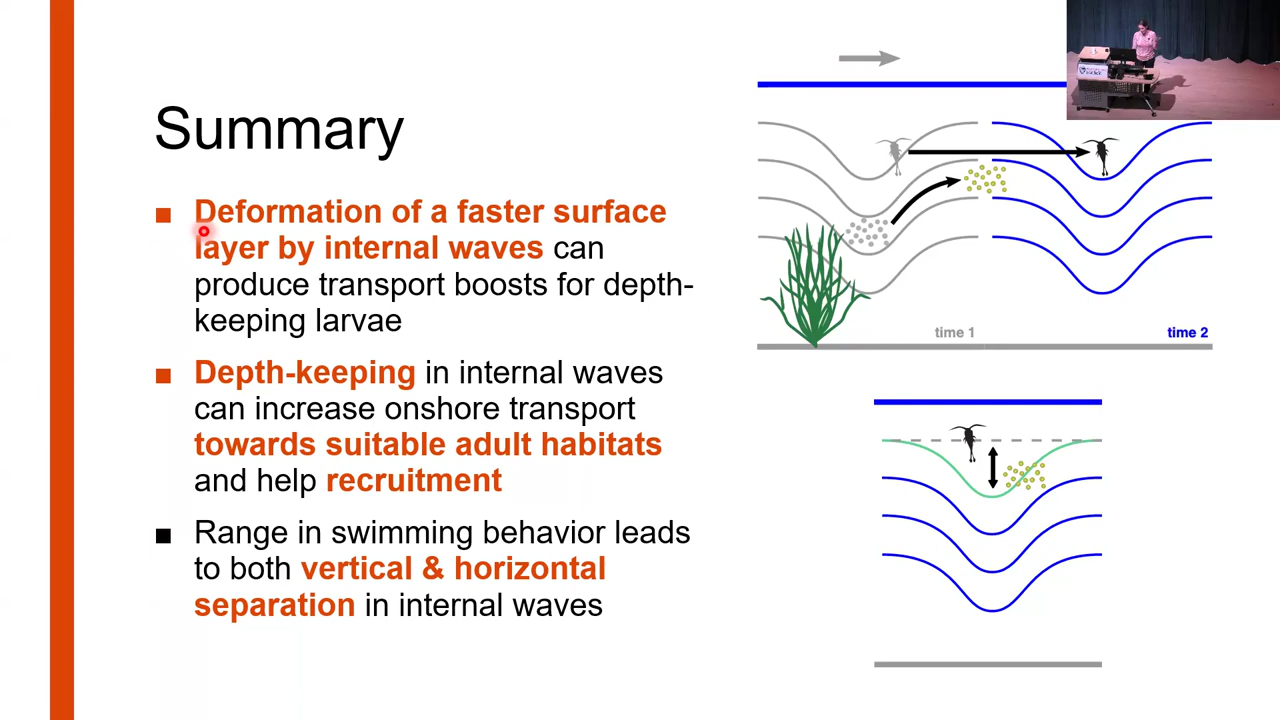 Summary
Deformation of a faster surface
layer by internal waves can
produce transport boosts for depth-
keeping larvae
Depth-keeping in internal waves
can increase onshore transport
towards suitable adult habitats
and help recruitment
Range in swimming behavior leads
to both vertical & horizontal
separation in internal waves
time 1
time 2